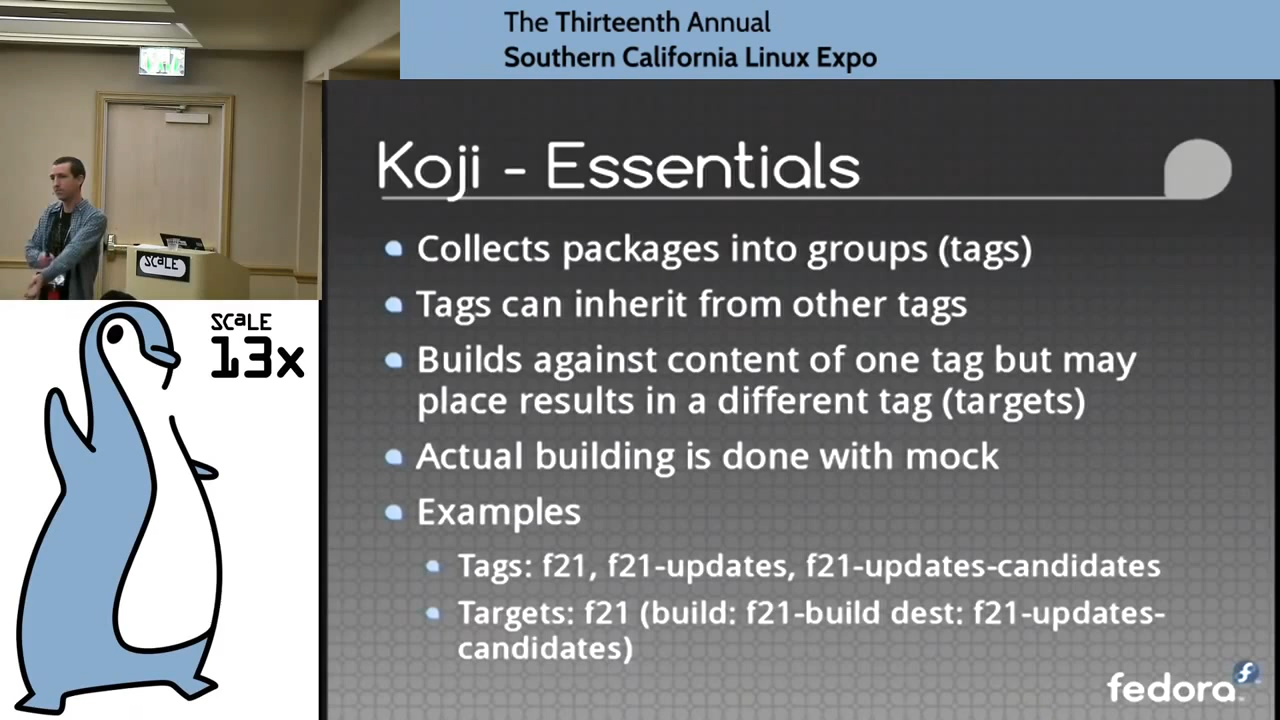 The Thirteenth Annual
Southern California Linux Expo
SCALE
SCALE
13x
Koji - Essentials
Collects packages into groups (tags)
Tags can inherit from other tags
Builds against content of one tag but may
place results in a different tag (targets)
Actual building is done with mock
Examples
Tags: f21, f21-updates, f21-updates-candidates
Targets: f21 (build: f21-build dest: f21-updates-
candidates)
fedora